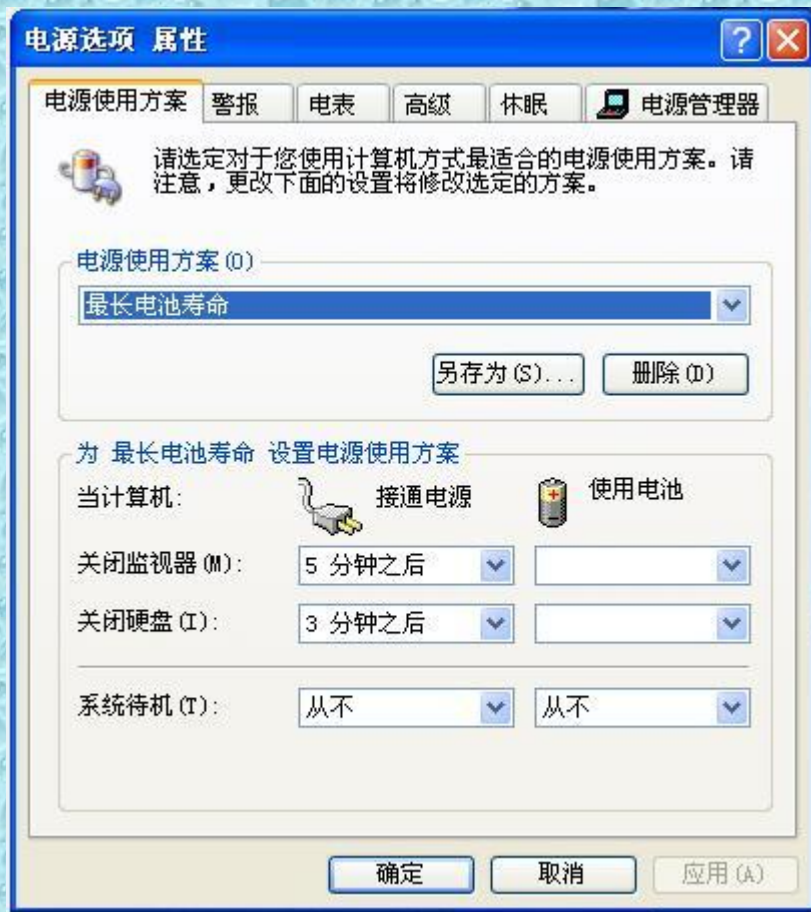 电源选项 属性
电源使用方案 警报 电表 高级 休眠 电源管理器
请选定对于您使用计算机方式最适合的电源使用方案。请
注意，更改下面的设置将修改选定的方案。
电源使用方案(O)
最长电池寿命
另存为(S)... 删除(D)
为 最长电池寿命 设置电源使用方案
当计算机: 接通电源 使用电池
关闭监视器(M): 5 分钟之后
关闭硬盘(I): 3 分钟之后
系统待机(T): 从不 从不
确定 取消 应用(A)